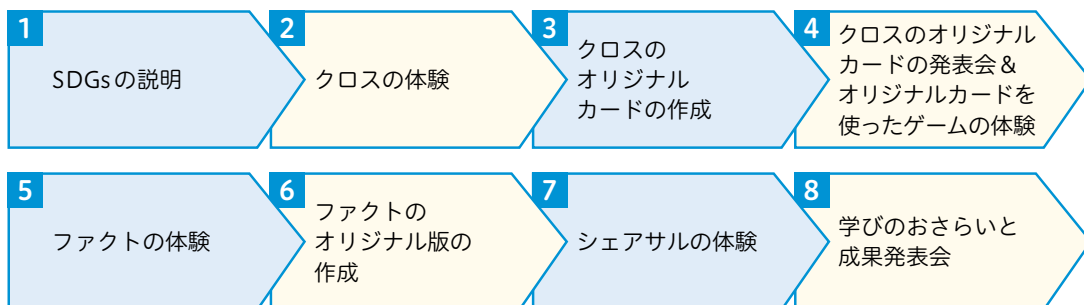 1
SDGsの説明
2
クロスの体験
3
クロスの
オリジナル
カードの作成
4
クロスのオリジナル
カードの発表会&
オリジナルカードを
使ったゲームの体験
5
ファクトの体験
6
ファクトの
オリジナル版の
作成
7
シェアサルの体験
8
学びのおさらいと
成果発表会